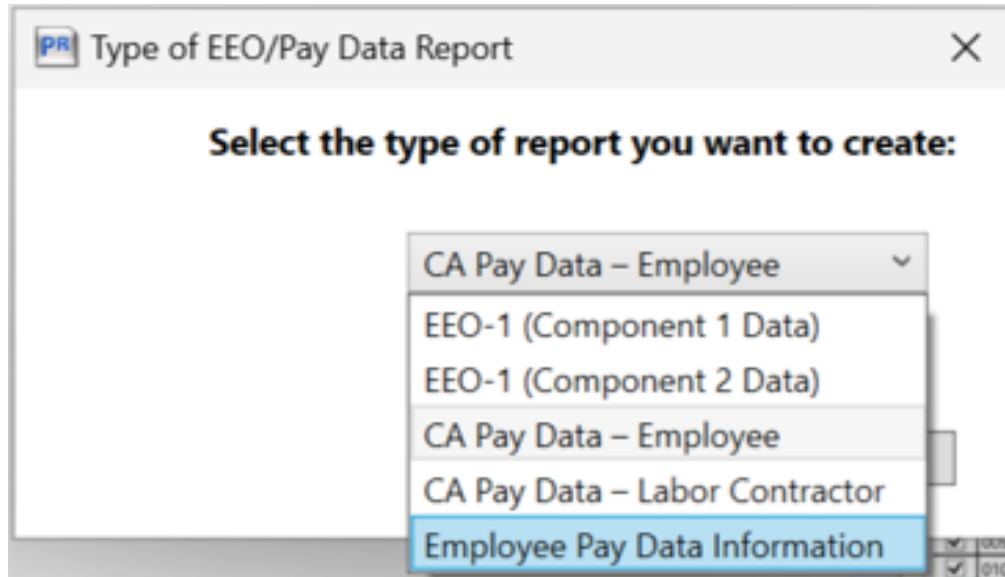 PR Type of EEO/Pay Data Report
Select the type of report you want to create:
CA Pay Data – Employee
EEO-1 (Component 1 Data)
EEO-1 (Component 2 Data)
CA Pay Data – Employee
CA Pay Data – Labor Contractor
Employee Pay Data Information